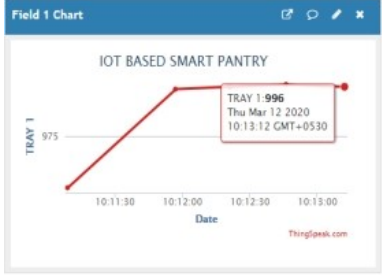 Field 1 Chart
IOT BASED SMART PANTRY
TRAY 1:996
Thu Mar 12 2020
10:13:12 GMT+0530
TRAY 1
975
10:11:30 10:12:00 10:12:30 10:13:00
Date
ThingSpeak.com